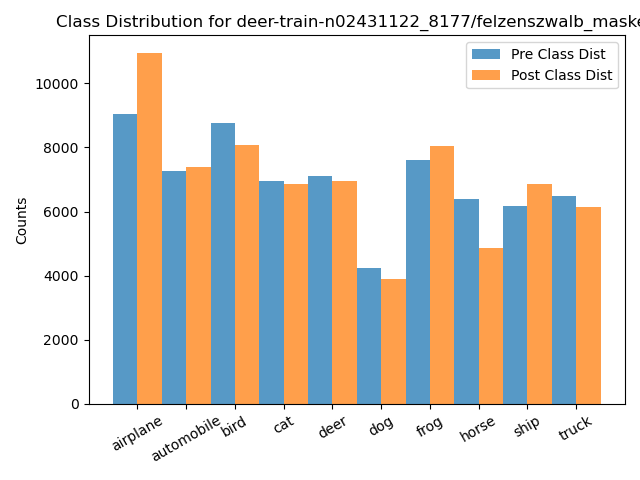 Class Distribution for deer-train-n02431122_8177/felzenszwalb_maske
Pre Class Dist
Post Class Dist
Counts
10000
8000
6000
4000
2000
0
airplane
automobile
bird
cat
deer
dog
frog
horse
ship
truck